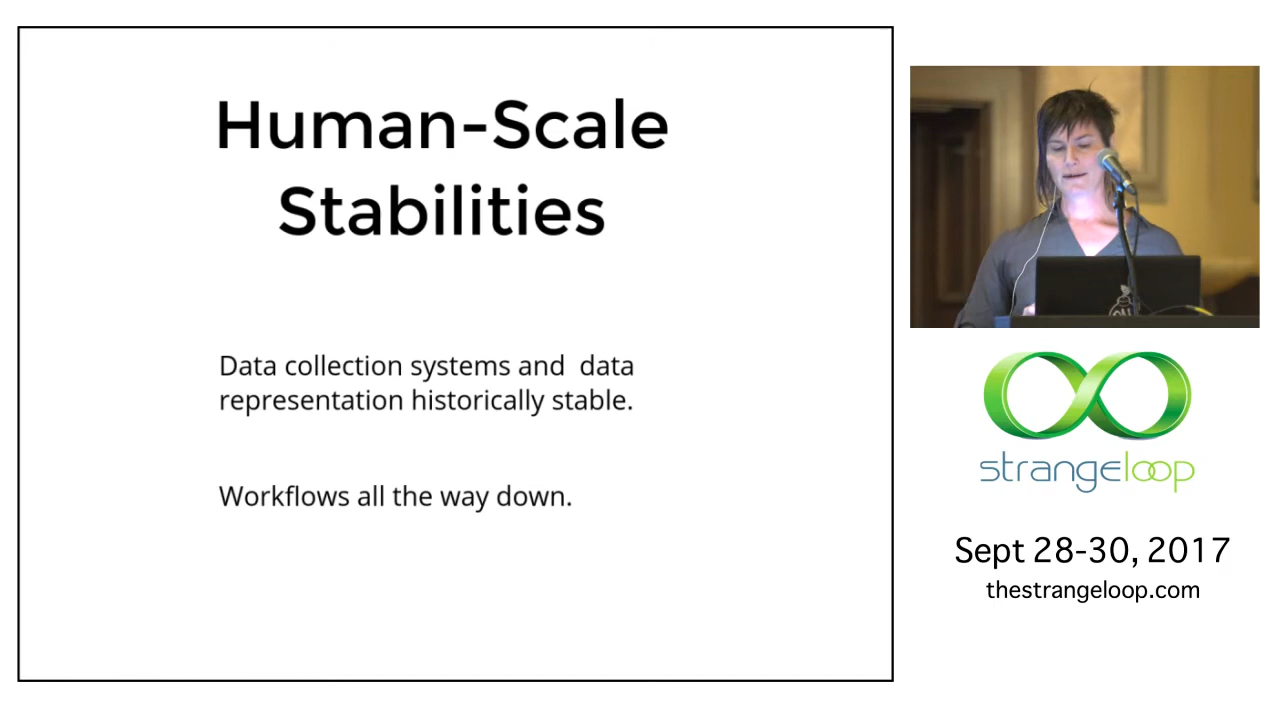 Human-Scale
Stabilities
Data collection systems and  data
representation historically stable.
Workflows all the way down.
strangeloop
Sept 28-30, 2017
thestrangeloop.com